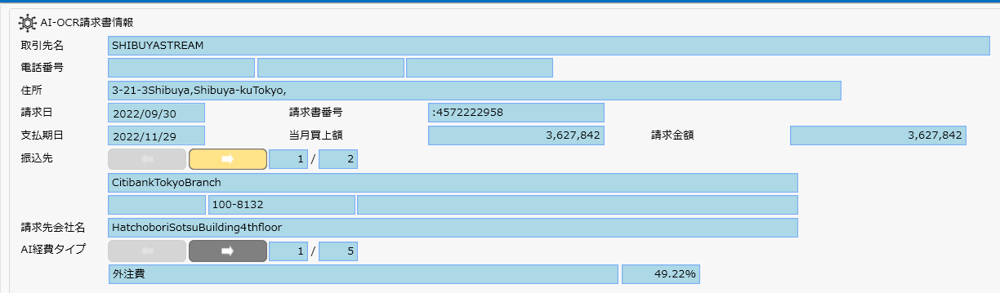 AI-OCR請求書情報
取引先名 SHIBUYASTREAM
電話番号
住所 3-21-3Shibuya,Shibuya-kuTokyo,
請求日 2022/09/30 請求書番号 :4572222958
支払期日 2022/11/29 当月買上額 3,627,842 請求金額 3,627,842
振込先 1 / 2
CitibankTokyoBranch
100-8132
請求先会社名 HatchoboriSotsuBuilding4thfloor
AI経費タイプ 1 / 5
外注費 49.22%